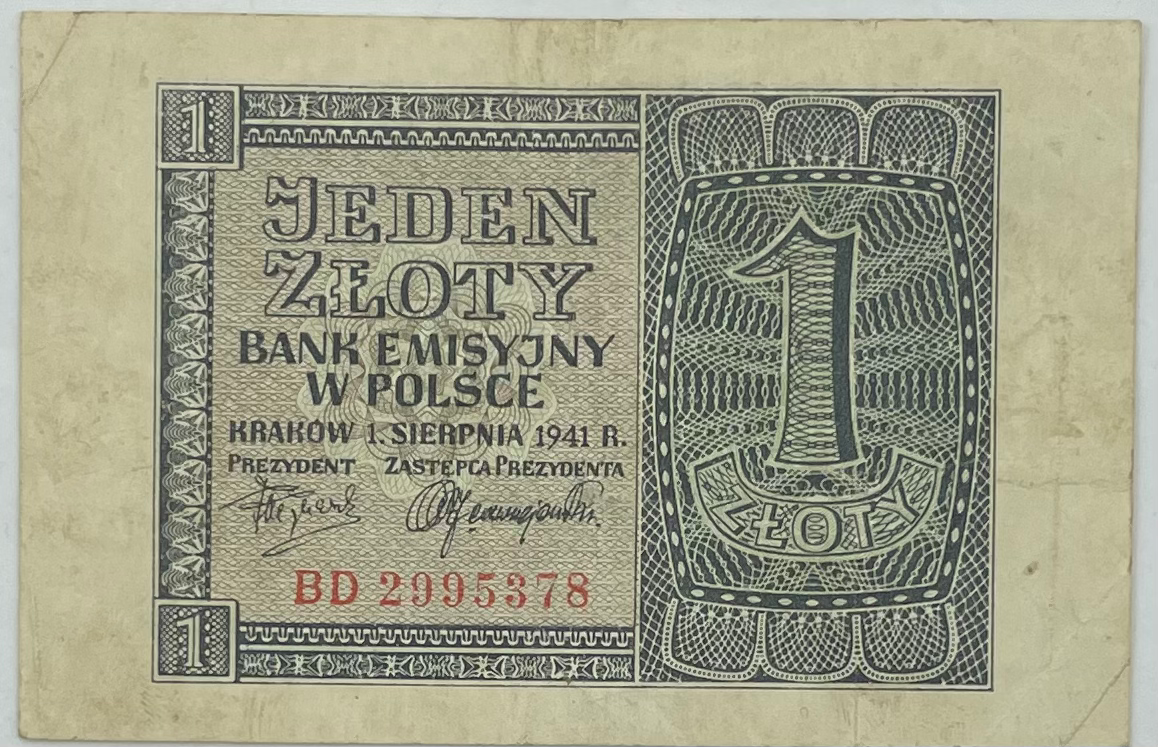 1
JEDEN
ZŁOTY
BANK EMISYJNY
W POLSCE
KRAKÓW 1. SIERPNIA 1941 R.
PREZYDENT ZASTĘPCA PREZYDENTA
BD 2995378
1
1
ZŁOTY